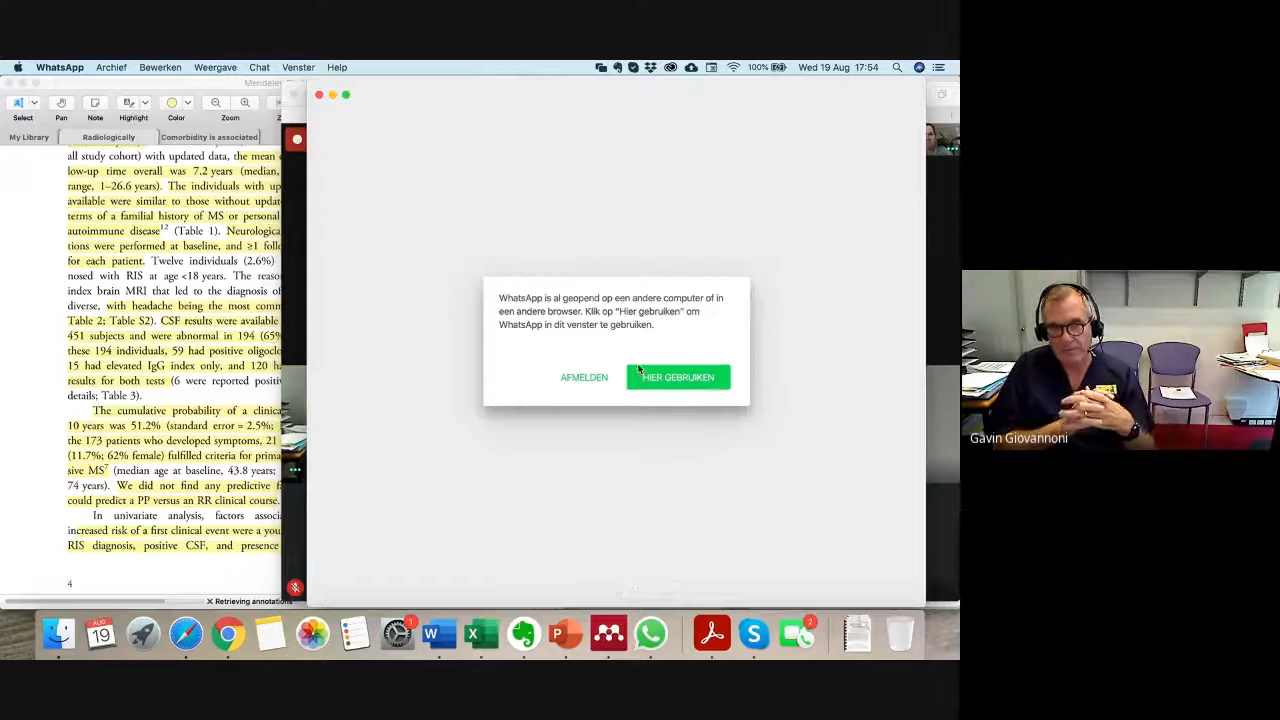 WhatsApp Archief Bewerken Weergave Chat Venster Help
100% Wed 19 Aug 17:54
Mendeley
Select Pan Note Highlight Color Zoom
My Library Radiologically Comorbidity is associated
all study cohort) with updated data, the mean
low-up time overall was 7.2 years (median,
range, 1–26.6 years). The individuals with up
available were similar to those without upda
terms of a familial history of MS or personal
autoimmune disease12 (Table 1). Neurologica
tions were performed at baseline, and ≥1 follo
for each patient. Twelve individuals (2.6%)
nosed with RIS at age <18 years. The reaso
index brain MRI that led to the diagnosis of
diverse, with headache being the most comm
Table 2; Table S2). CSF results were available
451 subjects and were abnormal in 194 (65%
these 194 individuals, 59 had positive oligoclo
15 had elevated IgG index only, and 120 ha
results for both tests (6 were reported positiv
details; Table 3).
The cumulative probability of a clinica
10 years was 51.2% (standard error = 2.5%;
the 173 patients who developed symptoms, 21
(11.7%; 62% female) fulfilled criteria for prima
sive MS7 (median age at baseline, 43.8 years;
74 years). We did not find any predictive f
could predict a PP versus an RR clinical course.
In univariate analysis, factors associ
increased risk of a first clinical event were a you
RIS diagnosis, positive CSF, and presence
4
Retrieving annotations
WhatsApp is al geopend op een andere computer of in
een andere browser. Klik op “Hier gebruiken” om
WhatsApp in dit venster te gebruiken.
AFMELDEN HIER GEBRUIKEN
Gavin Giovannoni
AUG
19
1
W
X
P
S
2